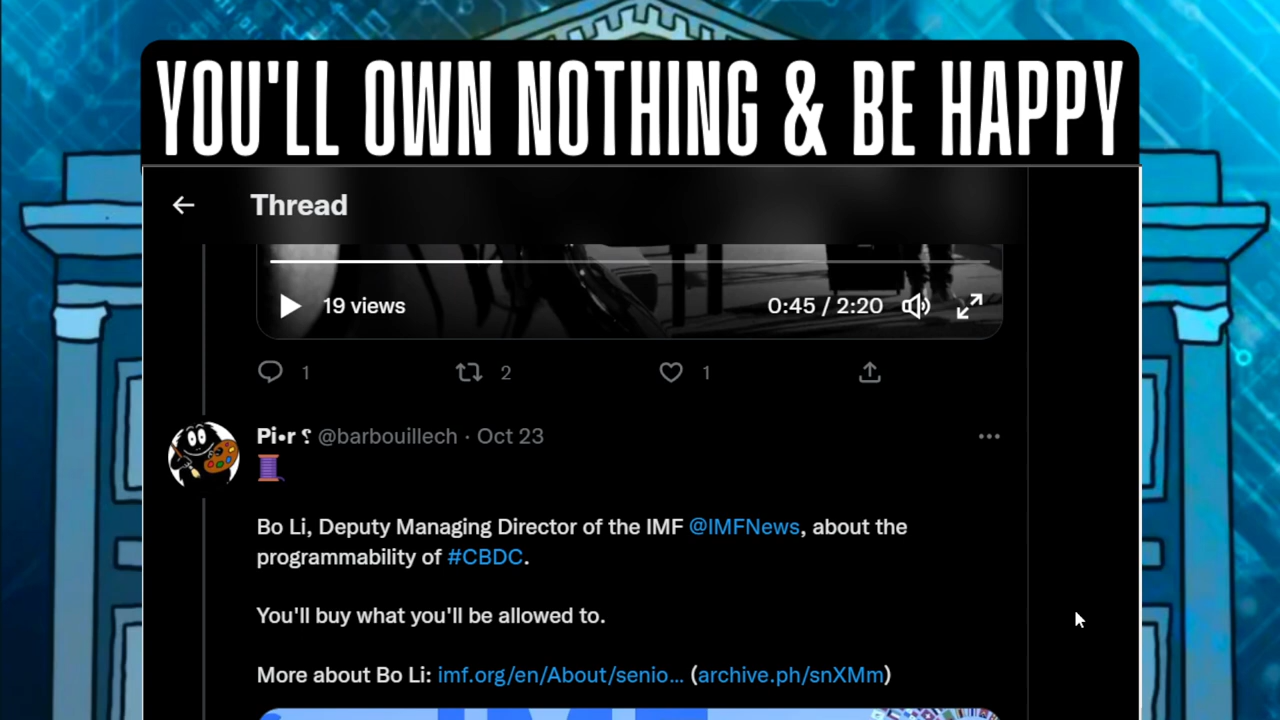 YOU'LL OWN NOTHING & BE HAPPY
Thread
19 views
0:45 / 2:20
1
2
1
Pi•r ⸮ @barbouillech · Oct 23
🧵
Bo Li, Deputy Managing Director of the IMF @IMFNews, about the
programmability of #CBDC.
You'll buy what you'll be allowed to.
More about Bo Li: imf.org/en/About/senio… (archive.ph/snXMm)